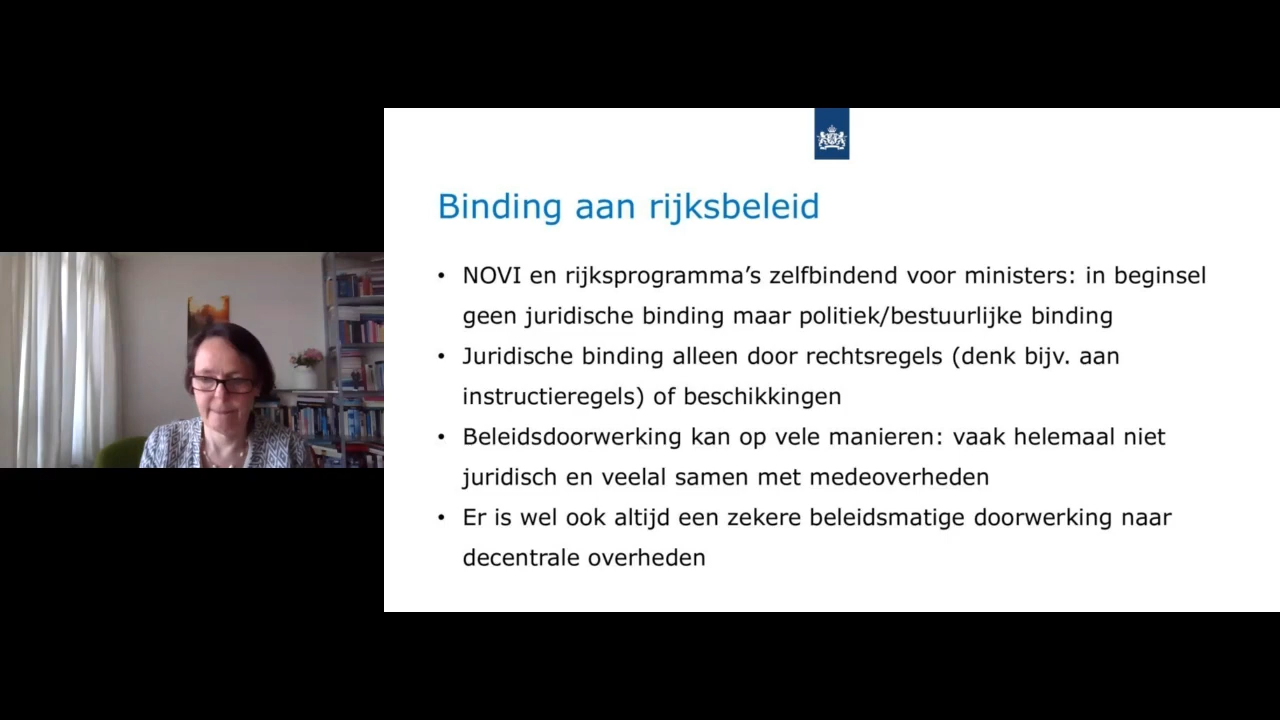 Binding aan rijksbeleid
• NOVI en rijksprogramma’s zelfbindend voor ministers: in beginsel
geen juridische binding maar politiek/bestuurlijke binding
• Juridische binding alleen door rechtsregels (denk bijv. aan
instructieregels) of beschikkingen
• Beleidsdoorwerking kan op vele manieren: vaak helemaal niet
juridisch en veelal samen met medeoverheden
• Er is wel ook altijd een zekere beleidsmatige doorwerking naar
decentrale overheden